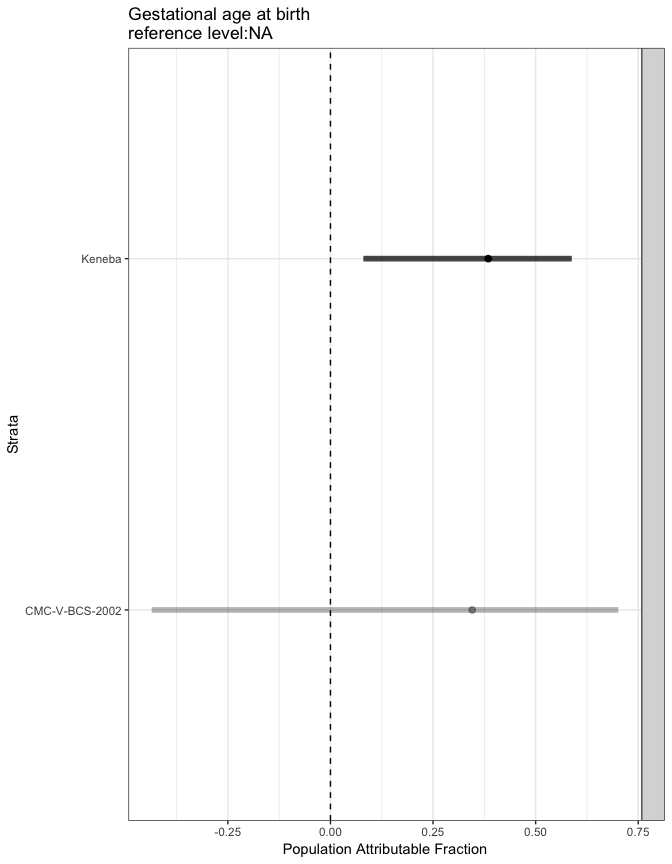 Gestational age at birth
reference level:NA
Keneba
CMC-V-BCS-2002
Strata
-0.25
0.00
0.25
0.50
0.75
Population Attributable Fraction